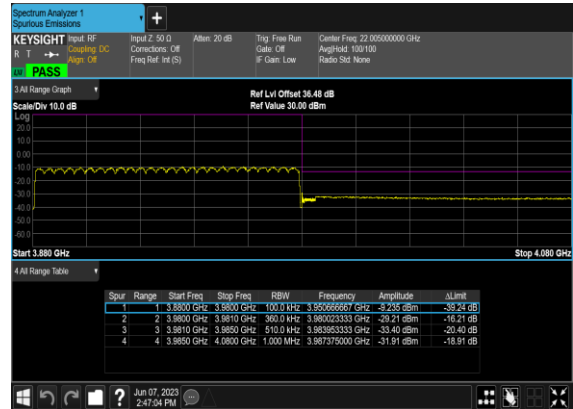 Spectrum Analyzer 1
Spurious Emissions
KEYSIGHT Input: RF Input Z: 50 Ω Atten: 20 dB Trig: Free Run Center Freq: 22.005000000 GHz
R T Coupling: DC Corrections: Off Gate: Off Avg|Hold: 100/100
Align: Off Freq Ref: Int (S) IF Gain: Low Radio Std: None
PASS
3 All Range Graph
Ref Lvl Offset 36.48 dB
Scale/Div 10.0 dB Ref Value 30.00 dBm
Log
20.0
10.0
0.00
-10.0
-20.0
-30.0
-40.0
-50.0
-60.0
Start 3.880 GHz Stop 4.080 GHz
4 All Range Table
Spur Range Start Freq Stop Freq RBW Frequency Amplitude ΔLimit
1 1 3.8800 GHz 3.9800 GHz 100.0 kHz 3.950666667 GHz -9.235 dBm -39.24 dB
2 2 3.9800 GHz 3.9810 GHz 360.0 kHz 3.980023333 GHz -29.21 dBm -16.21 dB
3 3 3.9810 GHz 3.9850 GHz 510.0 kHz 3.983953333 GHz -33.40 dBm -20.40 dB
4 4 3.9850 GHz 4.0800 GHz 1.000 MHz 3.987375000 GHz -31.91 dBm -18.91 dB
?
Jun 07, 2023
2:47:04 PM